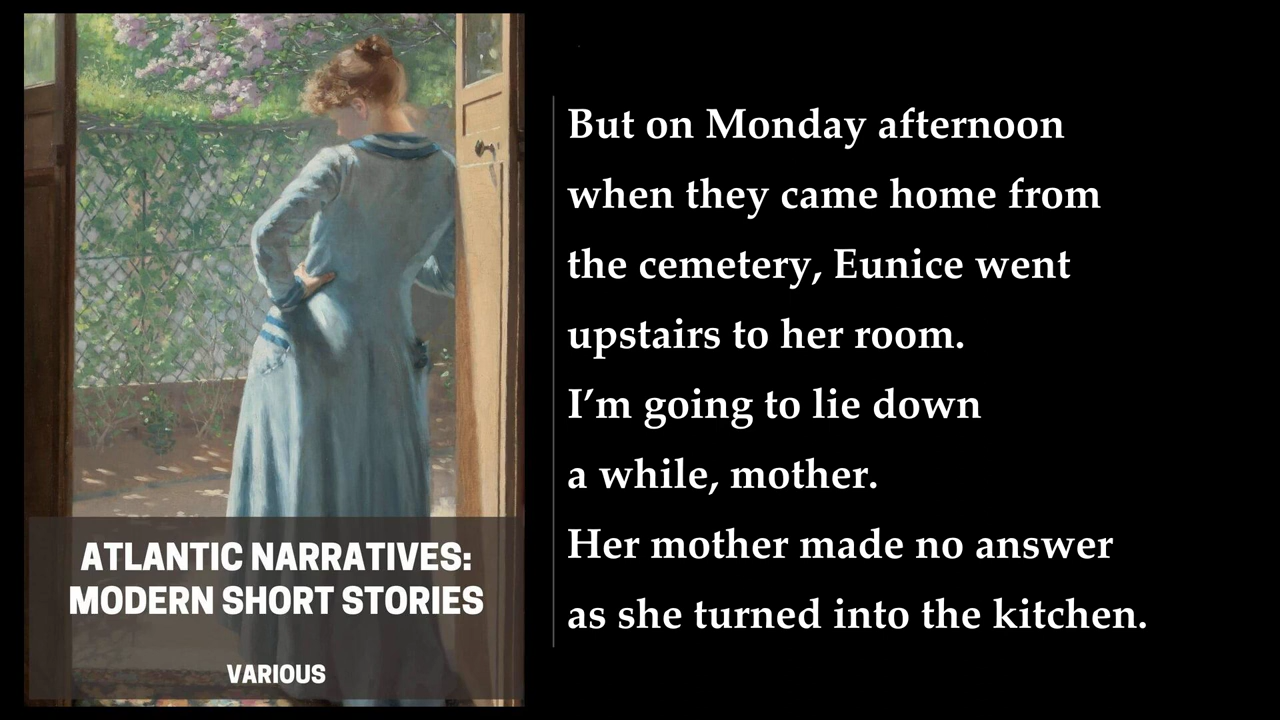 ATLANTIC NARRATIVES:
MODERN SHORT STORIES
VARIOUS
But on Monday afternoon
when they came home from
the cemetery, Eunice went
upstairs to her room.
I’m going to lie down
a while, mother.
Her mother made no answer
as she turned into the kitchen.